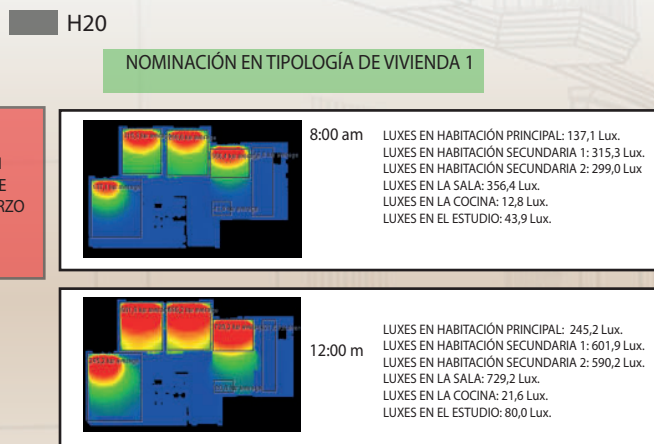 H20
NOMINACIÓN EN TIPOLOGÍA DE VIVIENDA 1
RZO
8:00 am
LUXES EN HABITACIÓN PRINCIPAL: 137,1 Lux.
LUXES EN HABITACIÓN SECUNDARIA 1: 315,3 Lux.
LUXES EN HABITACIÓN SECUNDARIA 2: 299,0 Lux
LUXES EN LA SALA: 356,4 Lux.
LUXES EN LA COCINA: 12,8 Lux.
LUXES EN EL ESTUDIO: 43,9 Lux.
12:00 m
LUXES EN HABITACIÓN PRINCIPAL: 245,2 Lux.
LUXES EN HABITACIÓN SECUNDARIA 1: 601,9 Lux.
LUXES EN HABITACIÓN SECUNDARIA 2: 590,2 Lux.
LUXES EN LA SALA: 729,2 Lux.
LUXES EN LA COCINA: 21,6 Lux.
LUXES EN EL ESTUDIO: 80,0 Lux.